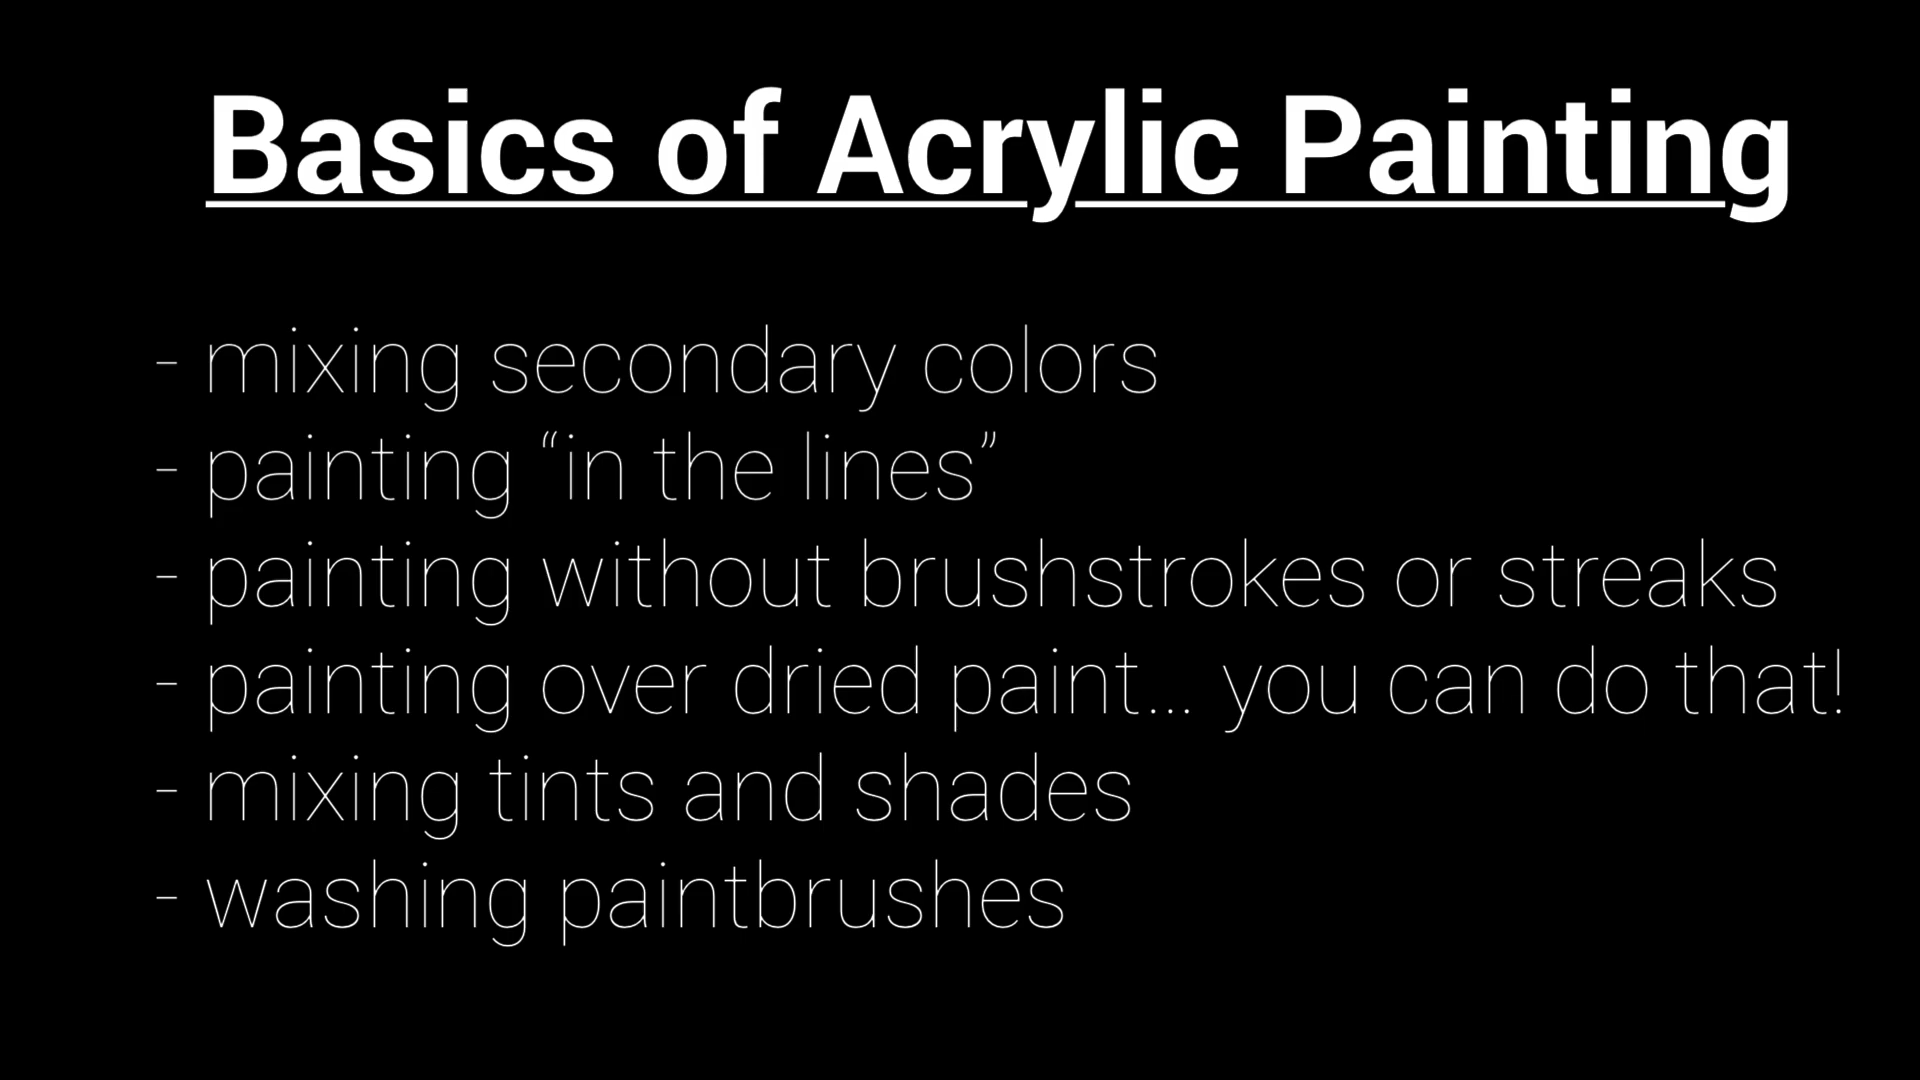 Basics of Acrylic Painting
- mixing secondary colors
- painting “in the lines”
- painting without brushstrokes or streaks
- painting over dried paint... you can do that!
- mixing tints and shades
- washing paintbrushes